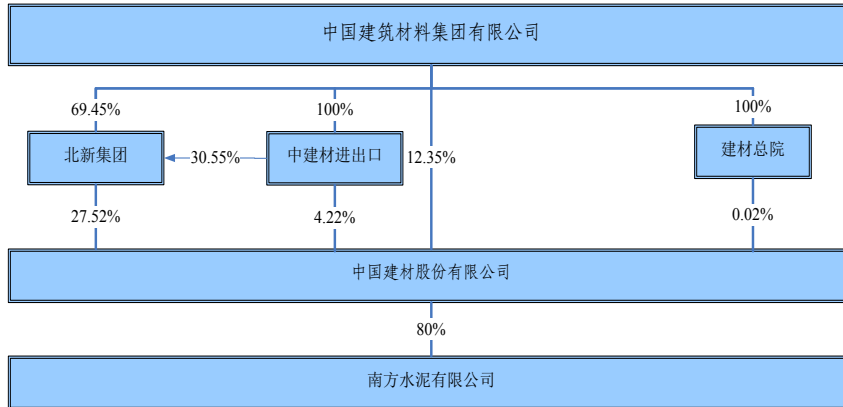 中国建筑材料集团有限公司
69.45%
100%
100%
北新集团
30.55%
中建材进出口
12.35%
建材总院
27.52%
4.22%
0.02%
中国建材股份有限公司
80%
南方水泥有限公司